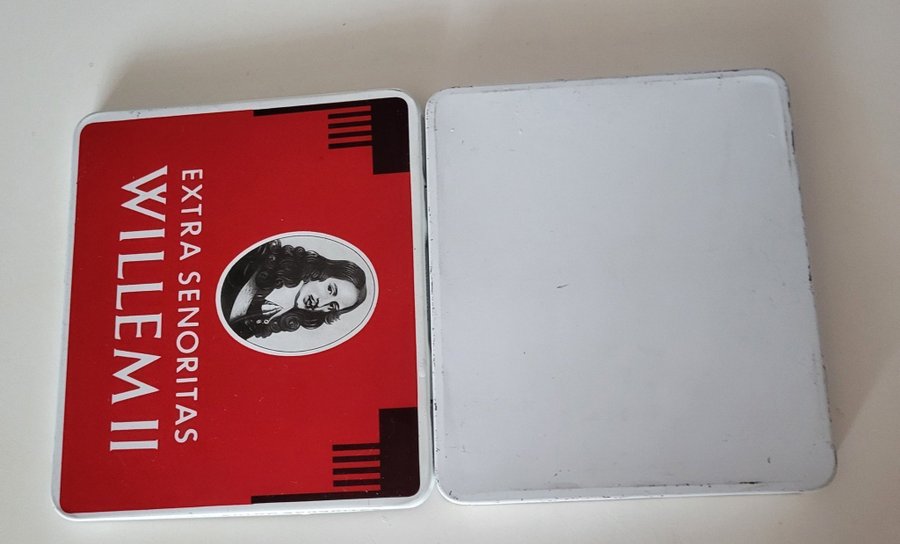 EXTRA SENORITAS
WILLEM II